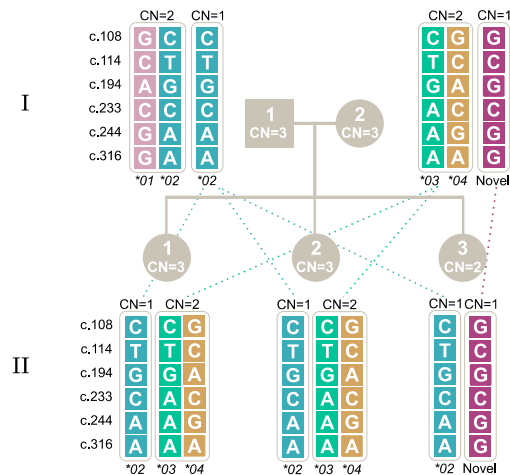 CN=2 CN=1 CN=2 CN=1
c.108 G C C C G G
c.114 C T T T C C
c.194 A G G G A G
c.233 C C C A C C
c.244 G A A A G G
c.316 G A A A A G
*01 *02 *02 *03 *04 Novel
I
1
CN=3
2
CN=3
1
CN=3
2
CN=3
3
CN=2
CN=1 CN=2 CN=1 CN=2 CN=1 CN=1
c.108 C C G C C G C G
c.114 T T C T T C T C
c.194 G G A G G A G G
c.233 C A C C A C C C
c.244 A A G A A G A G
c.316 A A A A A A A G
*02 *03 *04 *02 *03 *04 *02 Novel
II